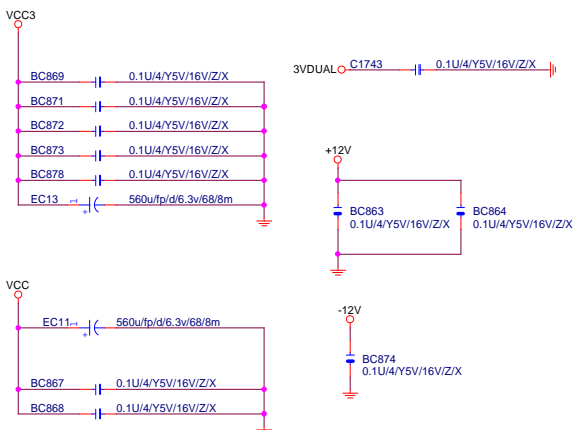 VCC3
BC869 0.1U/4/Y5V/16V/Z/X
BC871 0.1U/4/Y5V/16V/Z/X
BC872 0.1U/4/Y5V/16V/Z/X
BC873 0.1U/4/Y5V/16V/Z/X
BC878 0.1U/4/Y5V/16V/Z/X
EC13 1 + 560u/fp/d/6.3v/68/8m
3VDUAL C1743 0.1U/4/Y5V/16V/Z/X
+12V
BC863
0.1U/4/Y5V/16V/Z/X
BC864
0.1U/4/Y5V/16V/Z/X
VCC
EC11 1 + 560u/fp/d/6.3v/68/8m
BC867 0.1U/4/Y5V/16V/Z/X
BC868 0.1U/4/Y5V/16V/Z/X
-12V
BC874
0.1U/4/Y5V/16V/Z/X